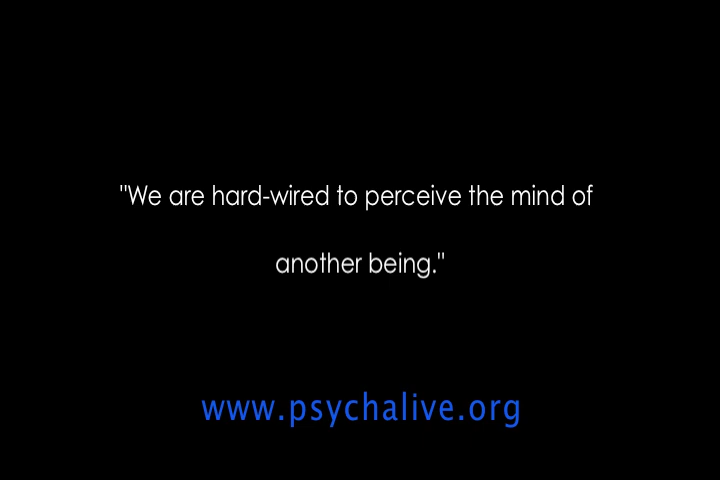 "We are hard-wired to perceive the mind of
another being."
www.psychalive.org